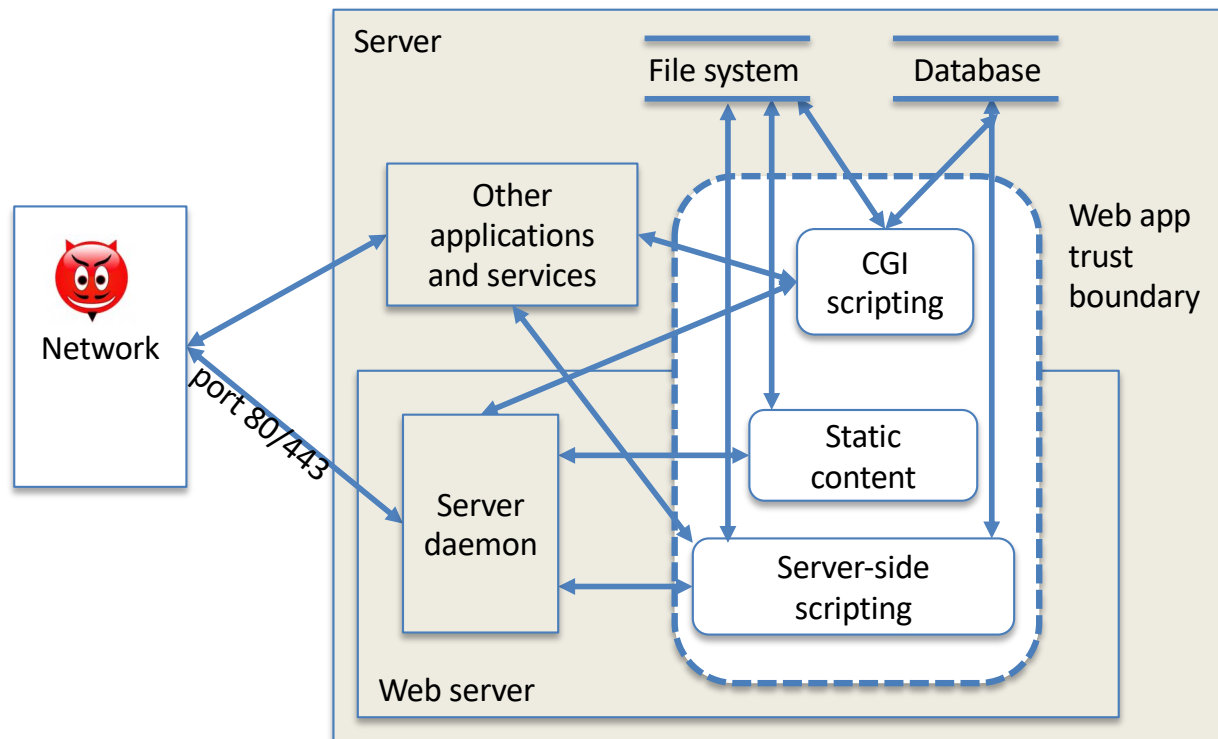 Server
File system
Database
Other
applications
and services
Web app
trust
boundary
CGI
scripting
Network
port 80/443
Static
content
Server
daemon
Server-side
scripting
Web server